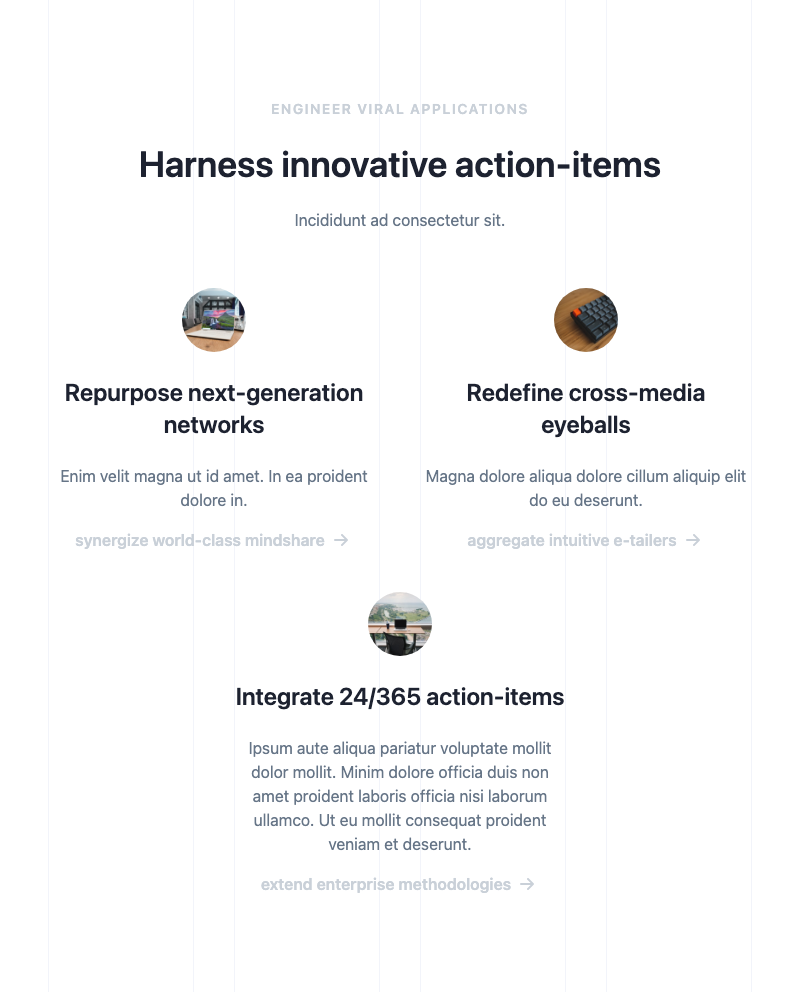 ENGINEER VIRAL APPLICATIONS
Harness innovative action-items
Incididunt ad consectetur sit.
Repurpose next-generation
networks
Enim velit magna ut id amet. In ea proident
dolore in.
synergize world-class mindshare →
Redefine cross-media
eyeballs
Magna dolore aliqua dolore cillum aliquip elit
do eu deserunt.
aggregate intuitive e-tailers →
Integrate 24/365 action-items
Ipsum aute aliqua pariatur voluptate mollit
dolor mollit. Minim dolore officia duis non
amet proident laboris officia nisi laborum
ullamco. Ut eu mollit consequat proident
veniam et deserunt.
extend enterprise methodologies →